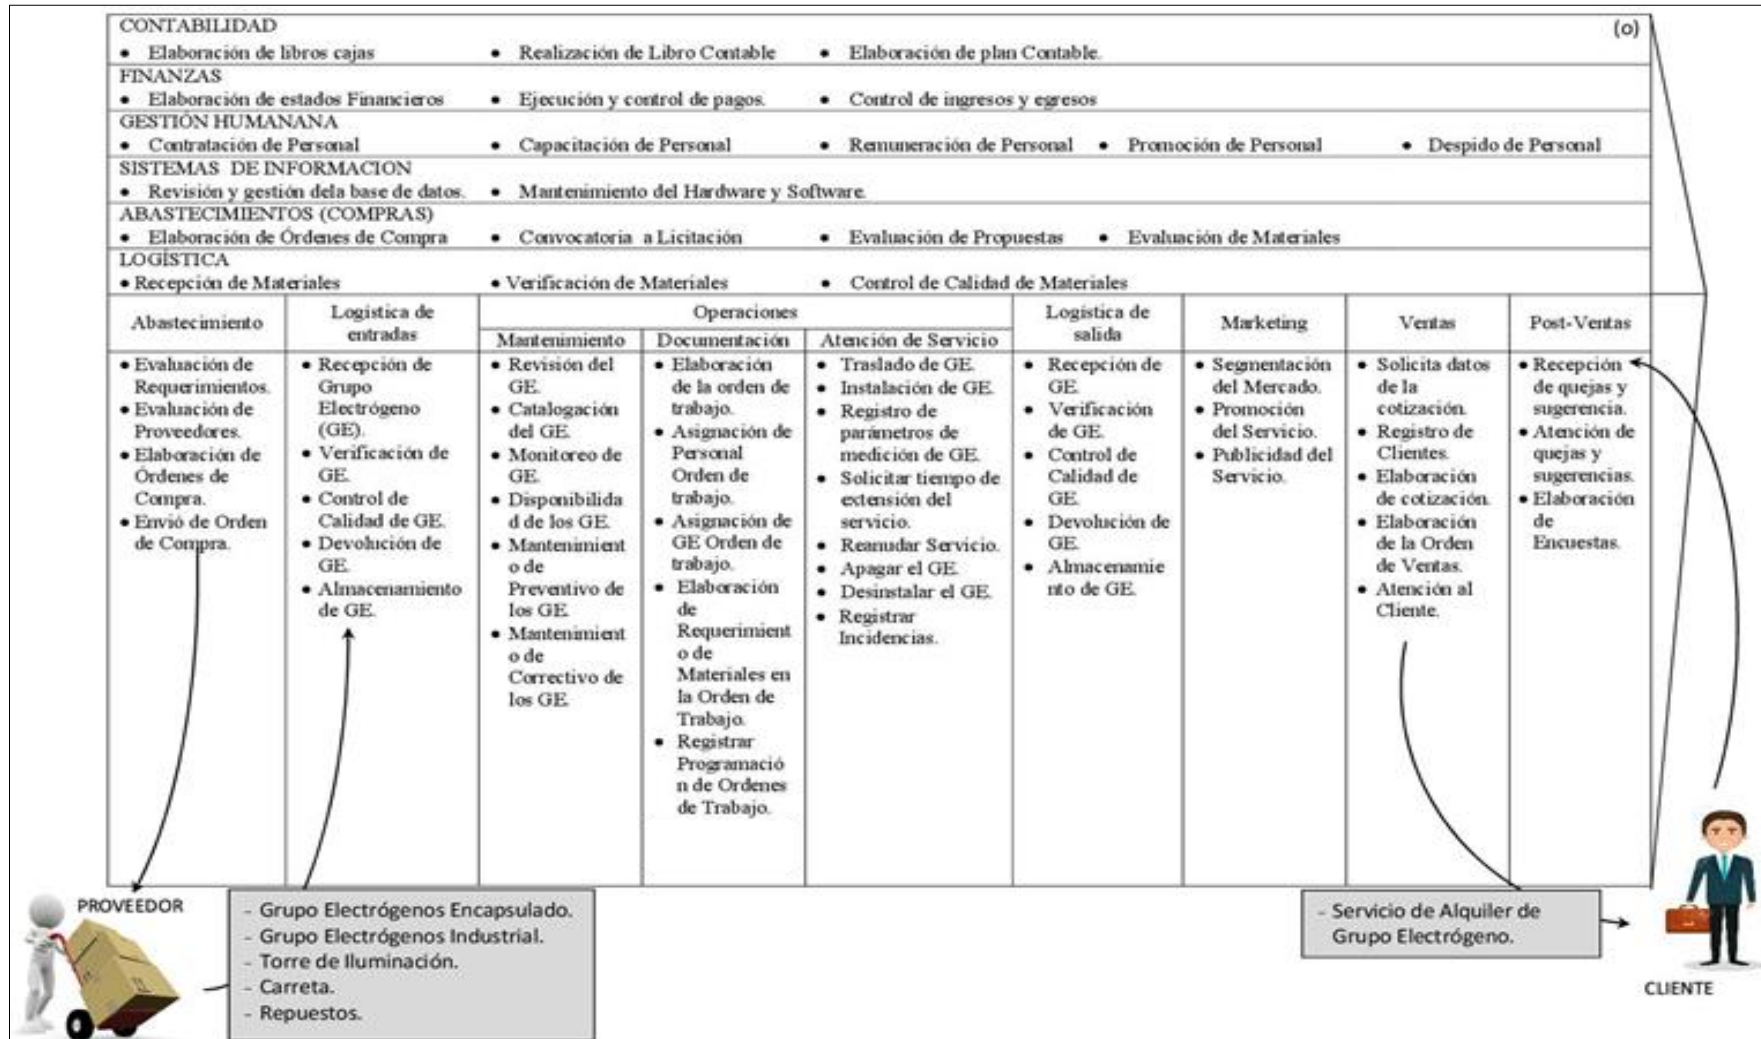 (o)
CONTABILIDAD
• Elaboración de libros cajas • Realización de Libro Contable • Elaboración de plan Contable.
FINANZAS
• Elaboración de estados Financieros • Ejecución y control de pagos. • Control de ingresos y egresos
GESTIÓN HUMANANA
• Contratación de Personal • Capacitación de Personal • Remuneración de Personal • Promoción de Personal • Despido de Personal
SISTEMAS DE INFORMACION
• Revisión y gestión dela base de datos. • Mantenimiento del Hardware y Software.
ABASTECIMIENTOS (COMPRAS)
• Elaboración de Órdenes de Compra • Convocatoria a Licitación • Evaluación de Propuestas • Evaluación de Materiales
LOGÍSTICA
• Recepción de Materiales • Verificación de Materiales • Control de Calidad de Materiales
Abastecimiento
• Evaluación de
Requerimientos.
• Evaluación de
Proveedores.
• Elaboración de
Órdenes de
Compra.
• Envió de Orden
de Compra.
Logística de
entradas
• Recepción de
Grupo
Electrógeno
(GE).
• Verificación de
GE.
• Control de
Calidad de GE.
• Devolución de
GE.
• Almacenamiento
de GE.
Operaciones
Mantenimiento
• Revisión del
GE.
• Catalogación
del GE.
• Monitoreo de
GE.
• Disponibilida
d de los GE.
• Mantenimient
o de
Preventivo de
los GE.
• Mantenimient
o de
Correctivo de
los GE.
Documentación
• Elaboración
de la orden de
trabajo.
• Asignación de
Personal
Orden de
trabajo.
• Asignación de
GE Orden de
trabajo.
• Elaboración
de
Requerimient
o de
Materiales en
la Orden de
Trabajo.
• Registrar
Programació
n de Ordenes
de Trabajo.
Atención de Servicio
• Traslado de GE.
• Instalación de GE.
• Registro de
parámetros de
medición de GE.
• Solicitar tiempo de
extensión del
servicio.
• Reanudar Servicio.
• Apagar el GE.
• Desinstalar el GE.
• Registrar
Incidencias.
Logística de
salida
• Recepción de
GE.
• Verificación
de GE.
• Control de
Calidad de
GE.
• Devolución de
GE.
• Almacenamie
nto de GE.
Marketing
• Segmentación
del Mercado.
• Promoción
del Servicio.
• Publicidad del
Servicio.
Ventas
• Solicita datos
de la
cotización.
• Registro de
Clientes.
• Elaboración
de cotización.
• Elaboración
de la Orden
de Ventas.
• Atención al
Cliente.
Post-Ventas
• Recepción
de quejas y
sugerencia.
• Atención de
quejas y
sugerencias.
• Elaboración
de
Encuestas.
PROVEEDOR
- Grupo Electrógenos Encapsulado.
- Grupo Electrógenos Industrial.
- Torre de Iluminación.
- Carreta.
- Repuestos.
- Servicio de Alquiler de
Grupo Electrógeno.
CLIENTE